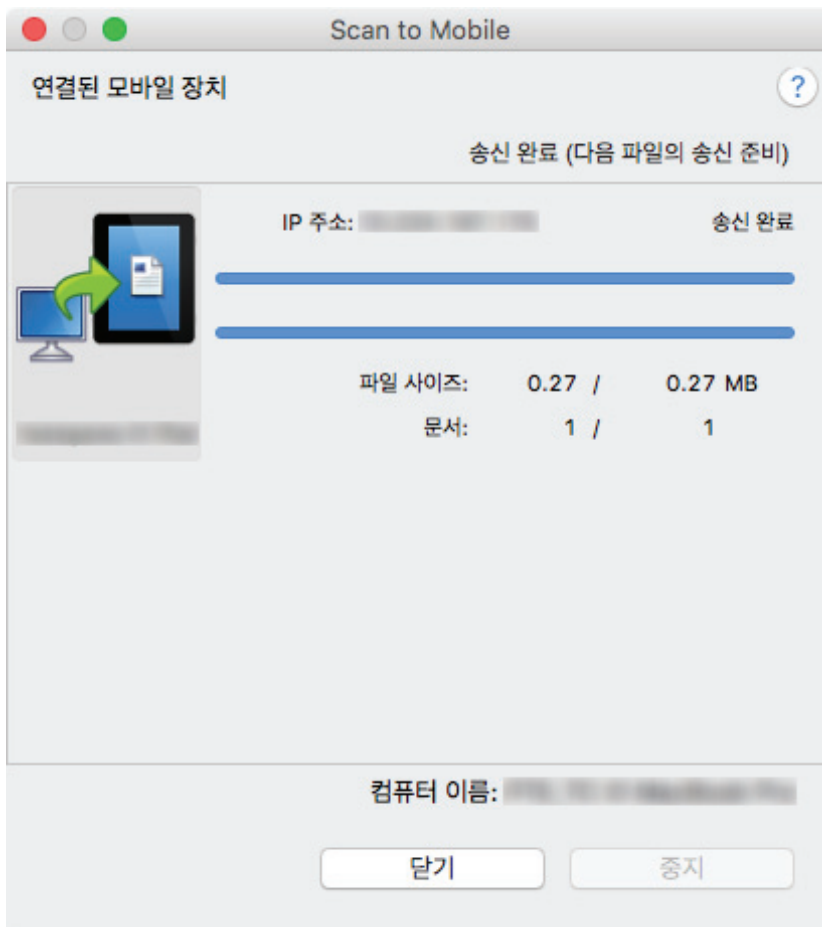 Scan to Mobile
연결된 모바일 장치
?
송신 완료 (다음 파일의 송신 준비)
IP 주소: 송신 완료
파일 사이즈: 0.27 / 0.27 MB
문서: 1 / 1
컴퓨터 이름:
닫기 중지